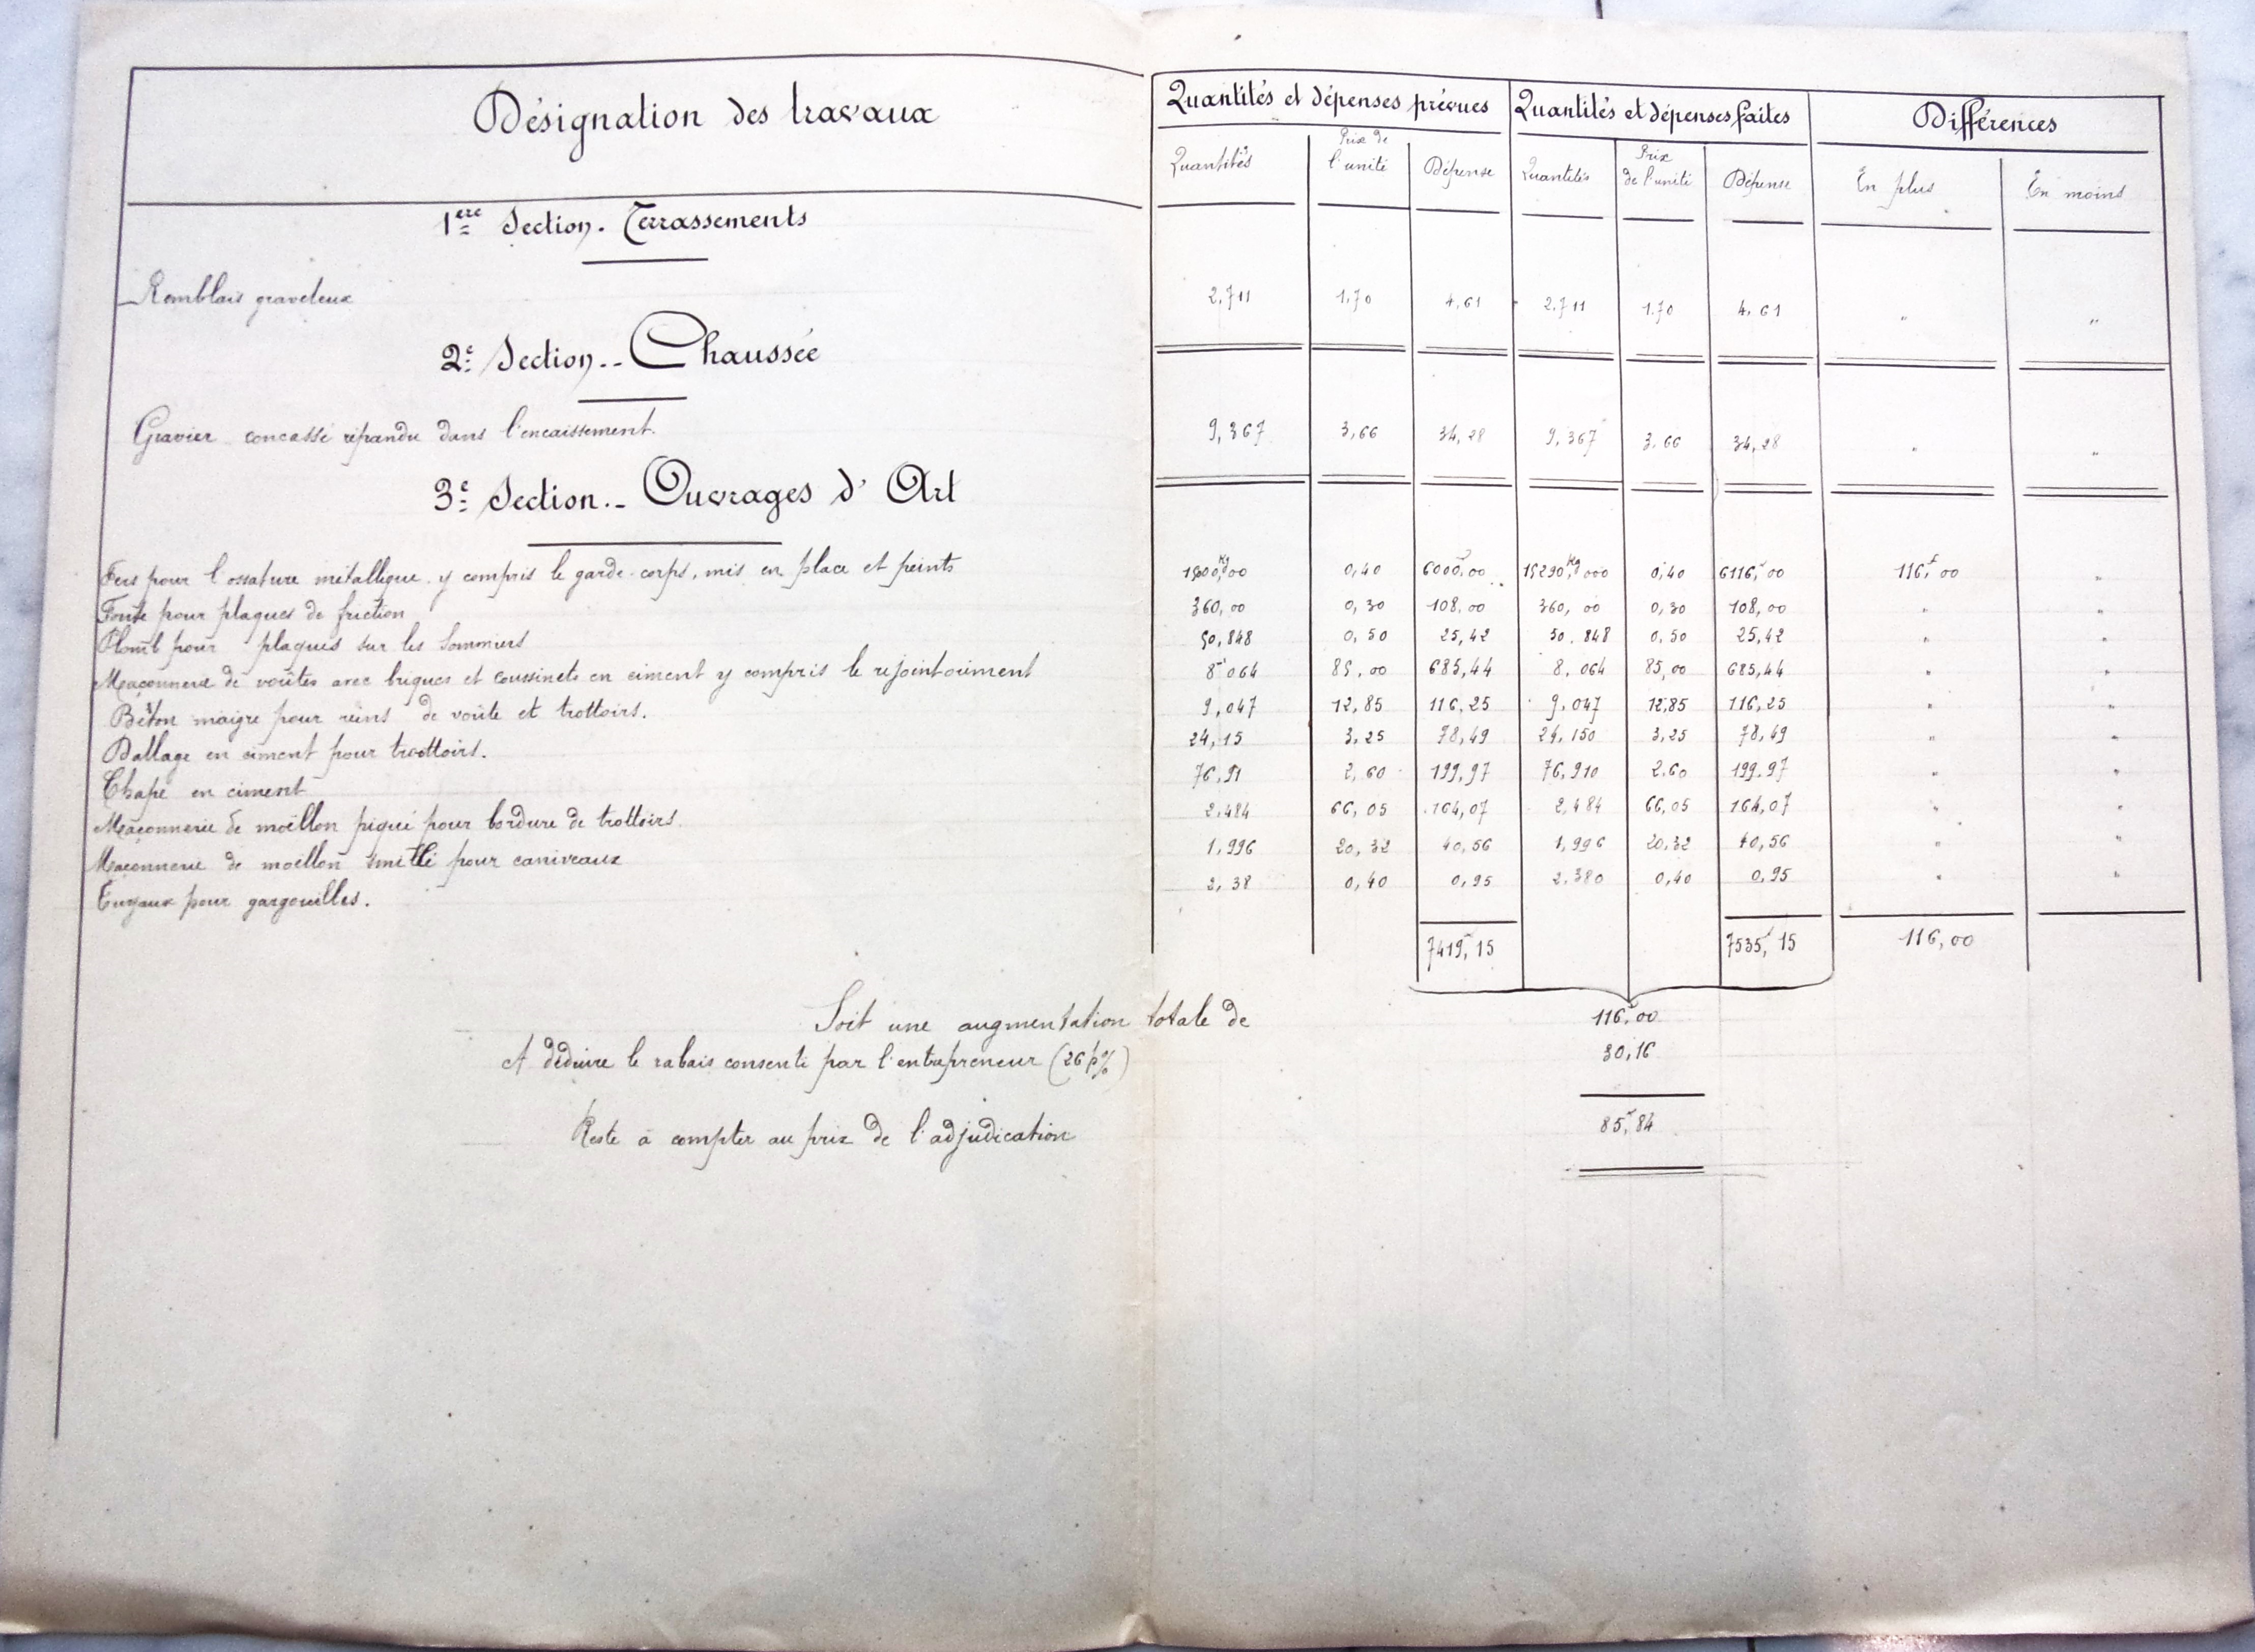 Désignation des travaux
Quantités et dépenses prévues Quantités et dépenses faites Différences
Quantités Prix de l'unité Dépense Quantités Prix de l'unité Dépense En plus En moins
1ère Section. Terrassements
Remblais graveleux 2,711 1,70 4,61 2,711 1,70 4,61 " "
2e Section.- Chaussée
Gravier concassé répandu dans l'encaissement. 9,367 3,66 34,28 9,367 3,66 34,28 " "
3e Section.- Ouvrages d'Art
Fers pour l'ossature métallique y compris le garde-corps, mis en place et peints 15000kg,00 0,40 6000,00 15290kg,000 0,40 6116,00 116f,00 "
Fonte pour plaques de friction 360,00 0,30 108,00 360,00 0,30 108,00 " "
Plomb pour plaques sur les sommiers 50,848 0,50 25,42 50.848 0,50 25,42 " "
Maçonnerie de voûtes avec briques et coussinets en ciment y compris le rejointoiment 8,064 85,00 685,44 8,064 85,00 685,44 " "
Béton maigre pour reins de voûte et trottoirs. 9,047 12,85 116,25 9,047 12,85 116,25 " "
Dallage en ciment pour trottoirs. 24,15 3,25 78,49 24,150 3,25 78,49 " "
Chape en ciment 76,91 2,60 199,97 76,910 2,60 199,97 " "
Maçonnerie de moëllon piqué pour bordure de trottoirs. 2,484 66,05 164,07 2,484 66,05 164,07 " "
Maçonnerie de moëllon smillé pour caniveaux 1,996 20,32 40,56 1,996 20,32 40,56 " "
Tuyaux pour gargouilles. 2,38 0,40 0,95 2,380 0,40 0,95 " "
7419,15 7535,15 116,00
Soit une augmentation totale de 116,00
A déduire le rabais consenti par l'entrepreneur (26 p%) 30,16
Reste à compter au prix de l'adjudication 85,84